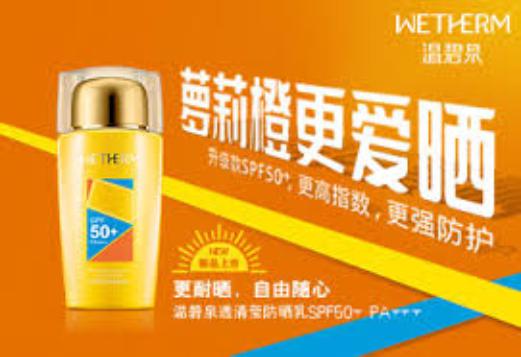 WETHERM
温碧泉
萝莉橙更爱晒
升级款SPF50+，更高指数，更强防护
WETHERM
SPF
50+
NEW
新品上市
更耐晒，自由随心
温碧泉透清莹防晒乳SPF50+ PA+++